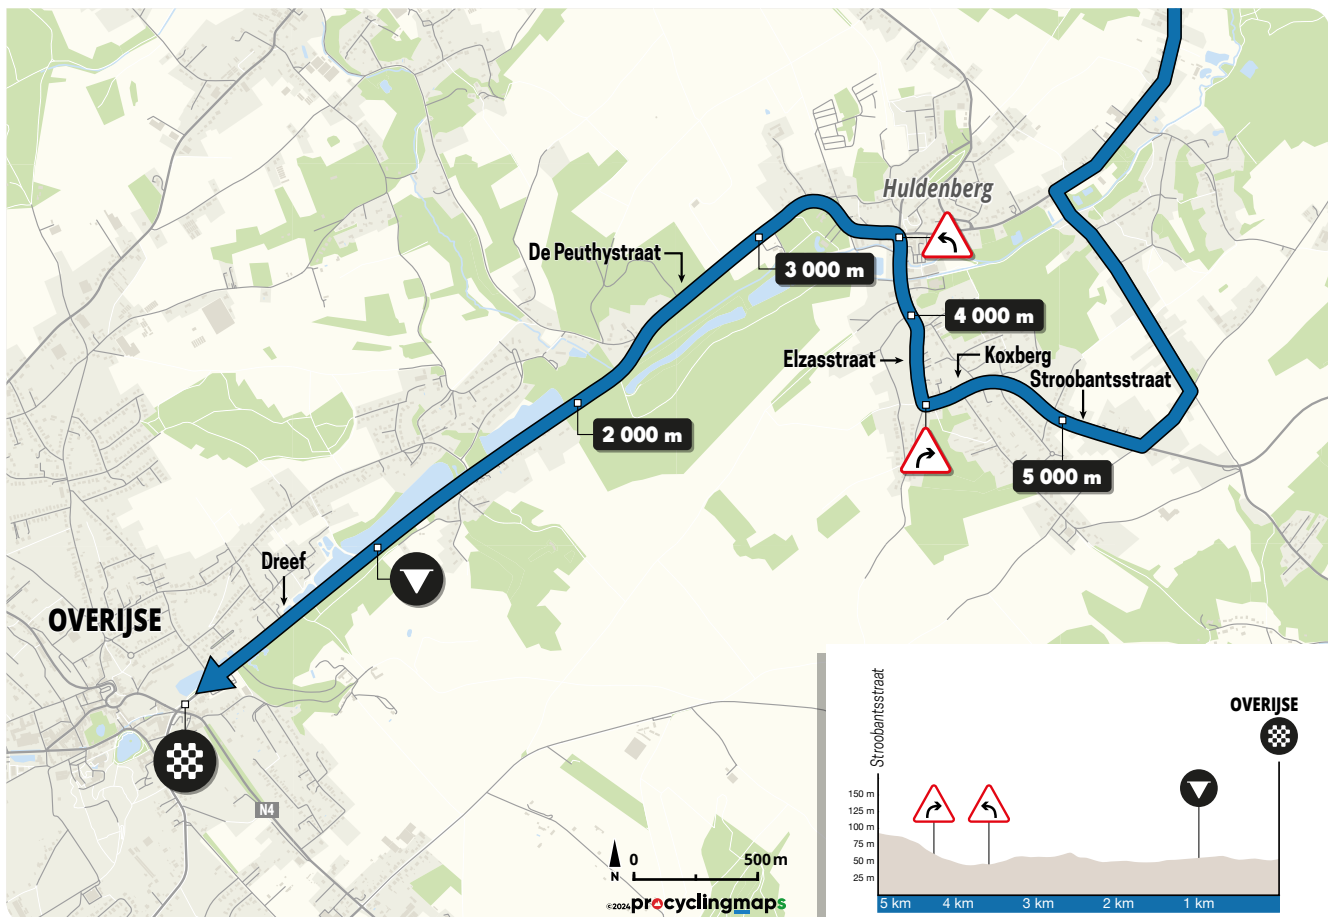 Huldenberg
De Peuthystraat
3 000 m
4 000 m
Elzasstraat
Koxberg
Stroobantsstraat
2 000 m
5 000 m
Dreef
OVERIJSE
N4
0 500 m
N
©2024 procyclingmaps
Stroobantsstraat
OVERIJSE
150 m
125 m
100 m
75 m
50 m
25 m
5 km 4 km 3 km 2 km 1 km